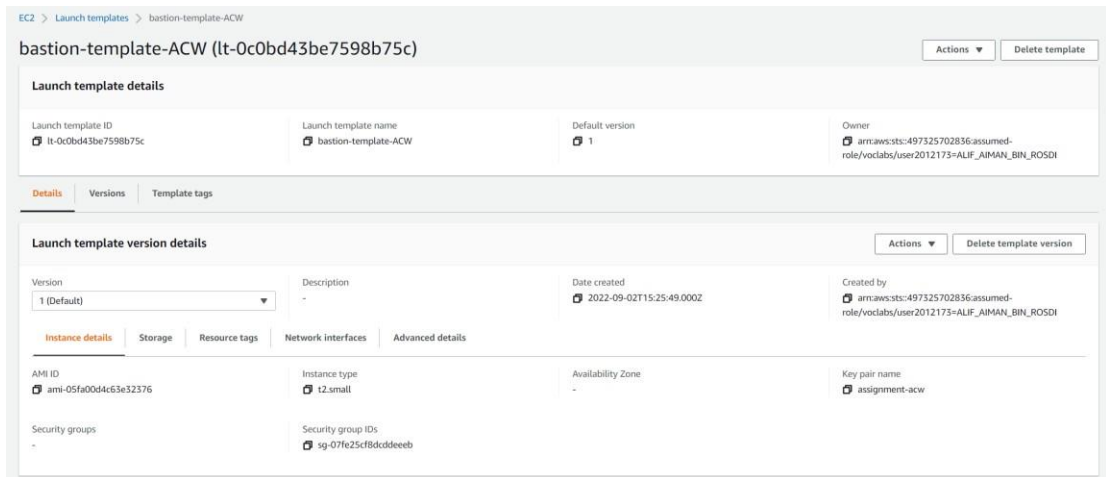 EC2 > Launch templates > bastion-template-ACW
bastion-template-ACW (lt-0c0bd43be7598b75c)
Actions ▼ Delete template
Launch template details
Launch template ID Launch template name Default version Owner
lt-0c0bd43be7598b75c bastion-template-ACW 1 arn:aws:sts::497325702836:assumed-
role/voclabs/user2012173=ALIF_AIMAN_BIN_ROSDI
Details Versions Template tags
Launch template version details Actions ▼ Delete template version
Version Description Date created Created by
1 (Default) ▼ - 2022-09-02T15:25:49.000Z arn:aws:sts::497325702836:assumed-
role/voclabs/user2012173=ALIF_AIMAN_BIN_ROSDI
Instance details Storage Resource tags Network interfaces Advanced details
AMI ID Instance type Availability Zone Key pair name
ami-05fa00d4c63e32376 t2.small - assignment-acw
Security groups Security group IDs
- sg-07fe25cf8dcddeeeb